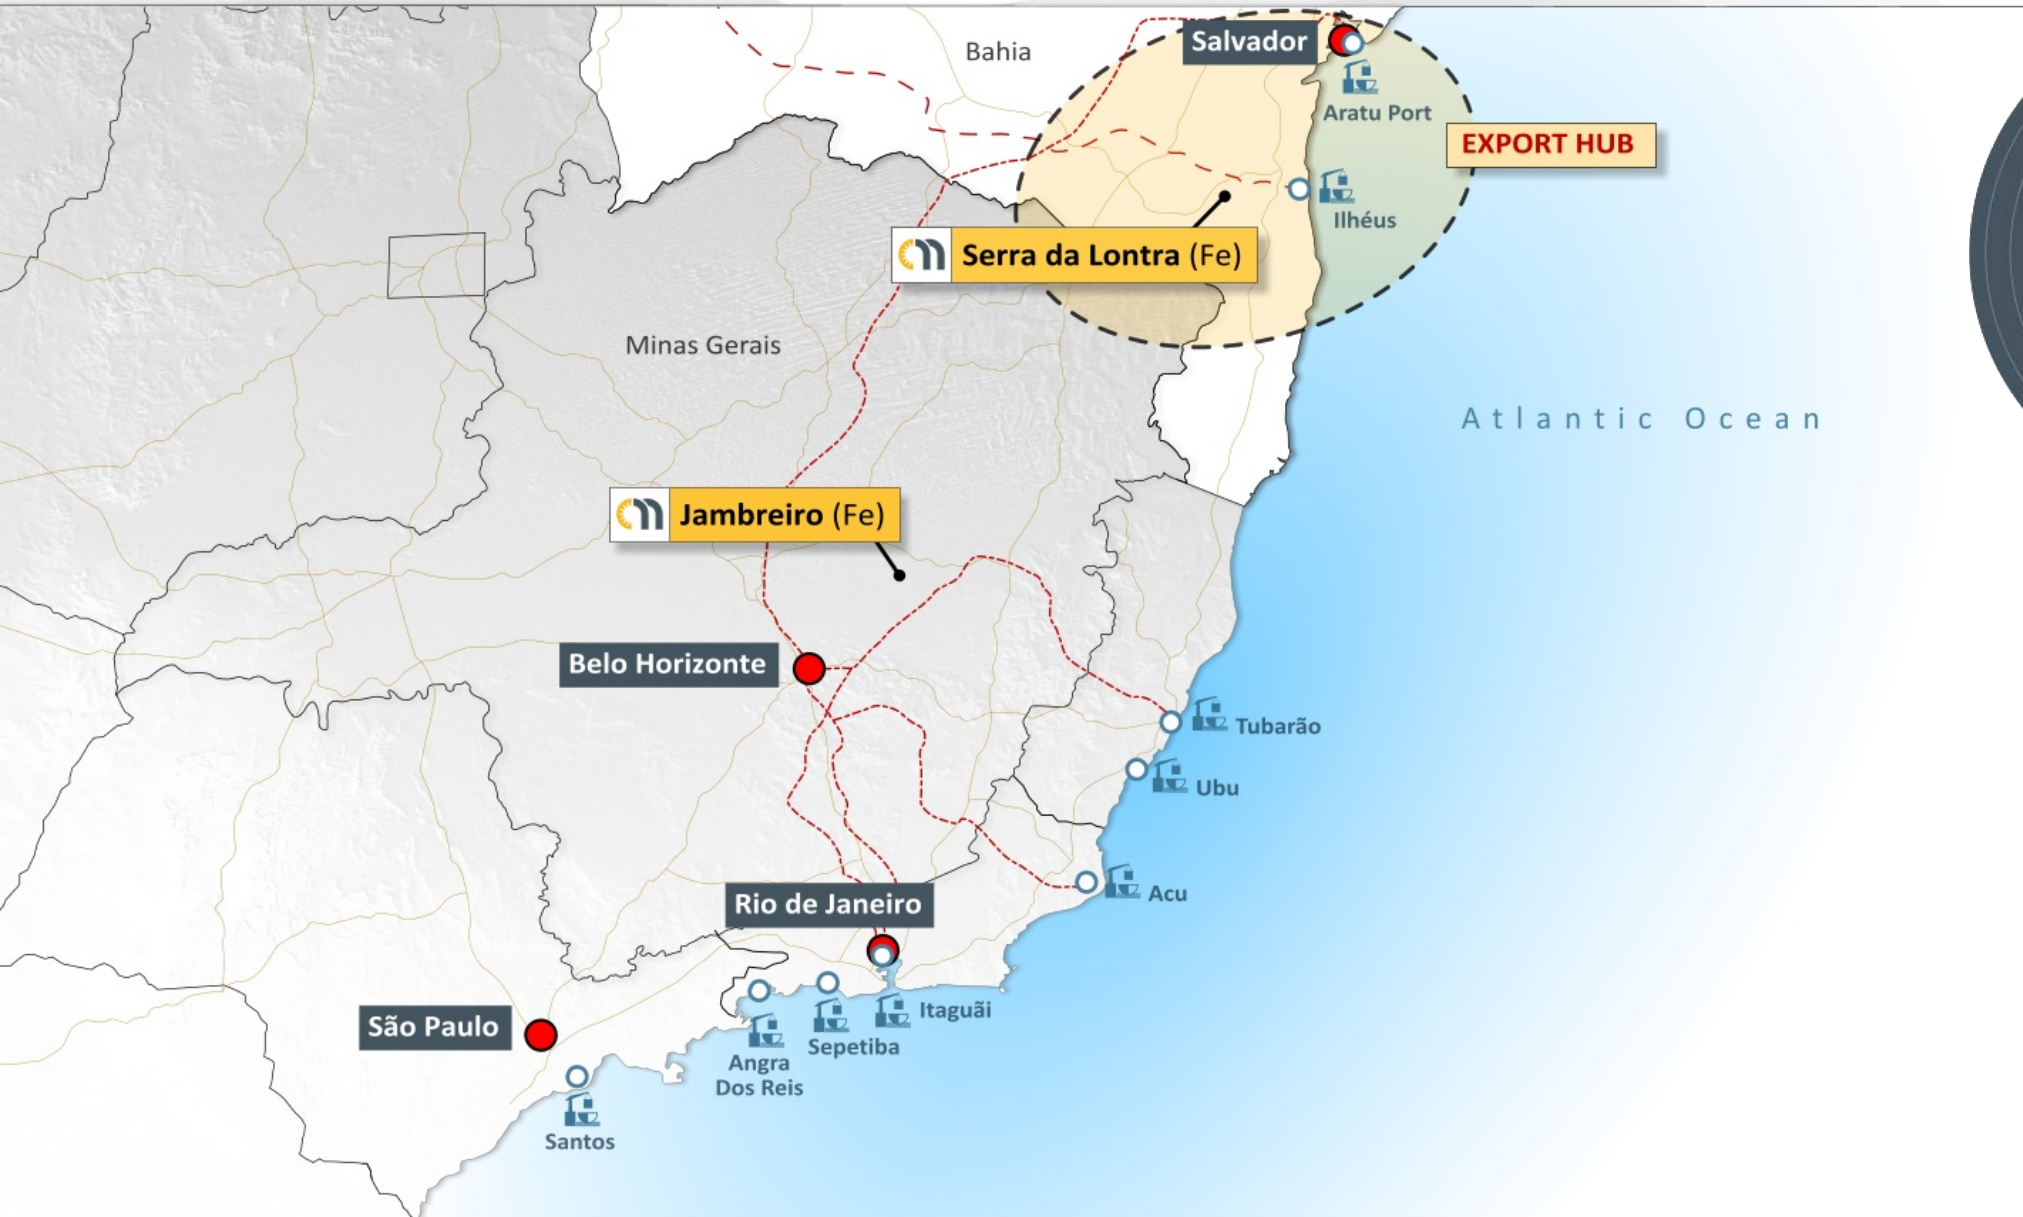 Bahia
Salvador
Aratu Port
EXPORT HUB
Ilhéus
Serra da Lontra (Fe)
Minas Gerais
Atlantic Ocean
Jambreiro (Fe)
Belo Horizonte
Tubarão
Ubu
Acu
Rio de Janeiro
Itaguãi
São Paulo
Sepetiba
Angra
Dos Reis
Santos